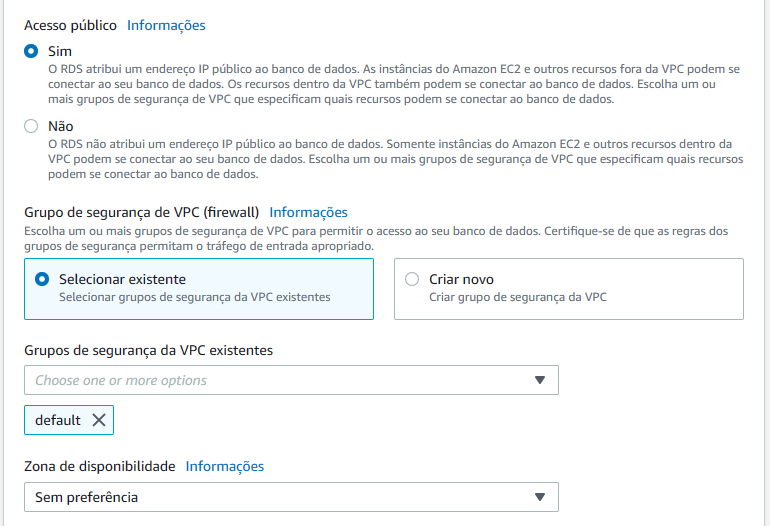 Acesso público Informações
Sim
O RDS atribui um endereço IP público ao banco de dados. As instâncias do Amazon EC2 e outros recursos fora da VPC podem se
conectar ao seu banco de dados. Os recursos dentro da VPC também podem se conectar ao banco de dados. Escolha um ou
mais grupos de segurança de VPC que especificam quais recursos podem se conectar ao banco de dados.
Não
O RDS não atribui um endereço IP público ao banco de dados. Somente instâncias do Amazon EC2 e outros recursos dentro da
VPC podem se conectar ao seu banco de dados. Escolha um ou mais grupos de segurança de VPC que especificam quais recursos
podem se conectar ao banco de dados.
Grupo de segurança de VPC (firewall) Informações
Escolha um ou mais grupos de segurança de VPC para permitir o acesso ao seu banco de dados. Certifique-se de que as regras dos
grupos de segurança permitam o tráfego de entrada apropriado.
Selecionar existente
Selecionar grupos de segurança da VPC existentes
Criar novo
Criar grupo de segurança da VPC
Grupos de segurança da VPC existentes
Choose one or more options
default
Zona de disponibilidade Informações
Sem preferência